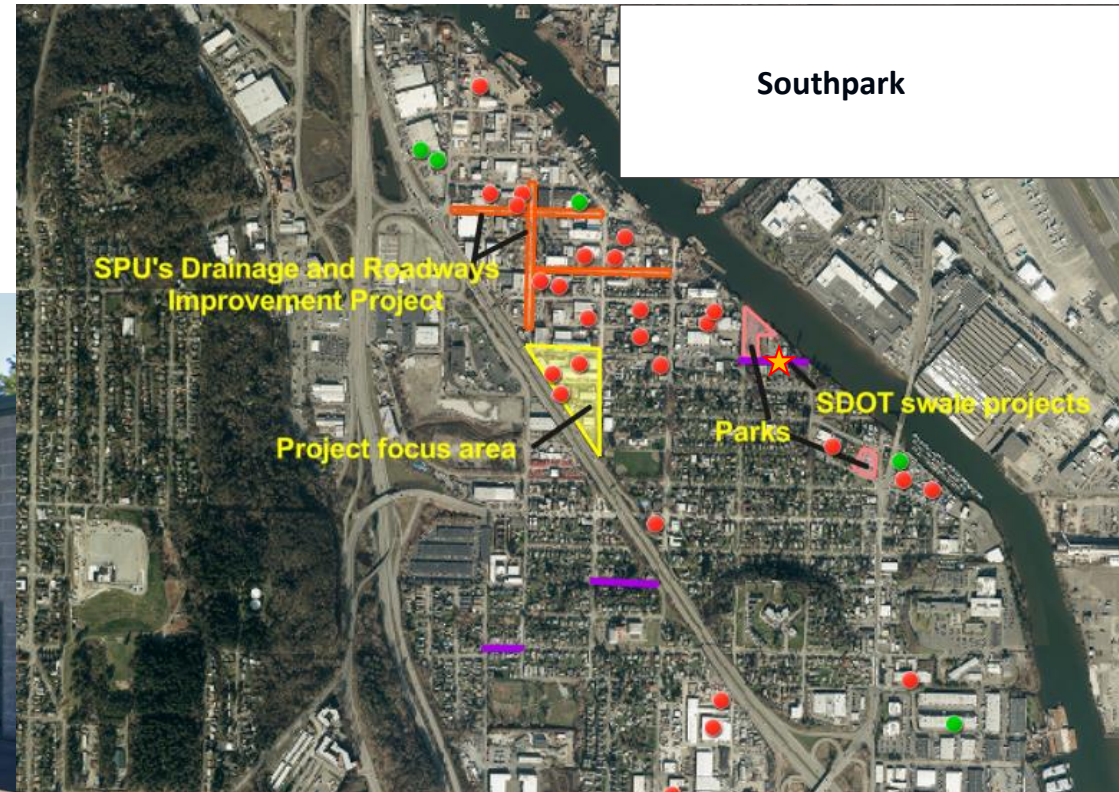 Southpark
SPU's Drainage and Roadways
Improvement Project
SDOT swale projects
Parks
Project focus area